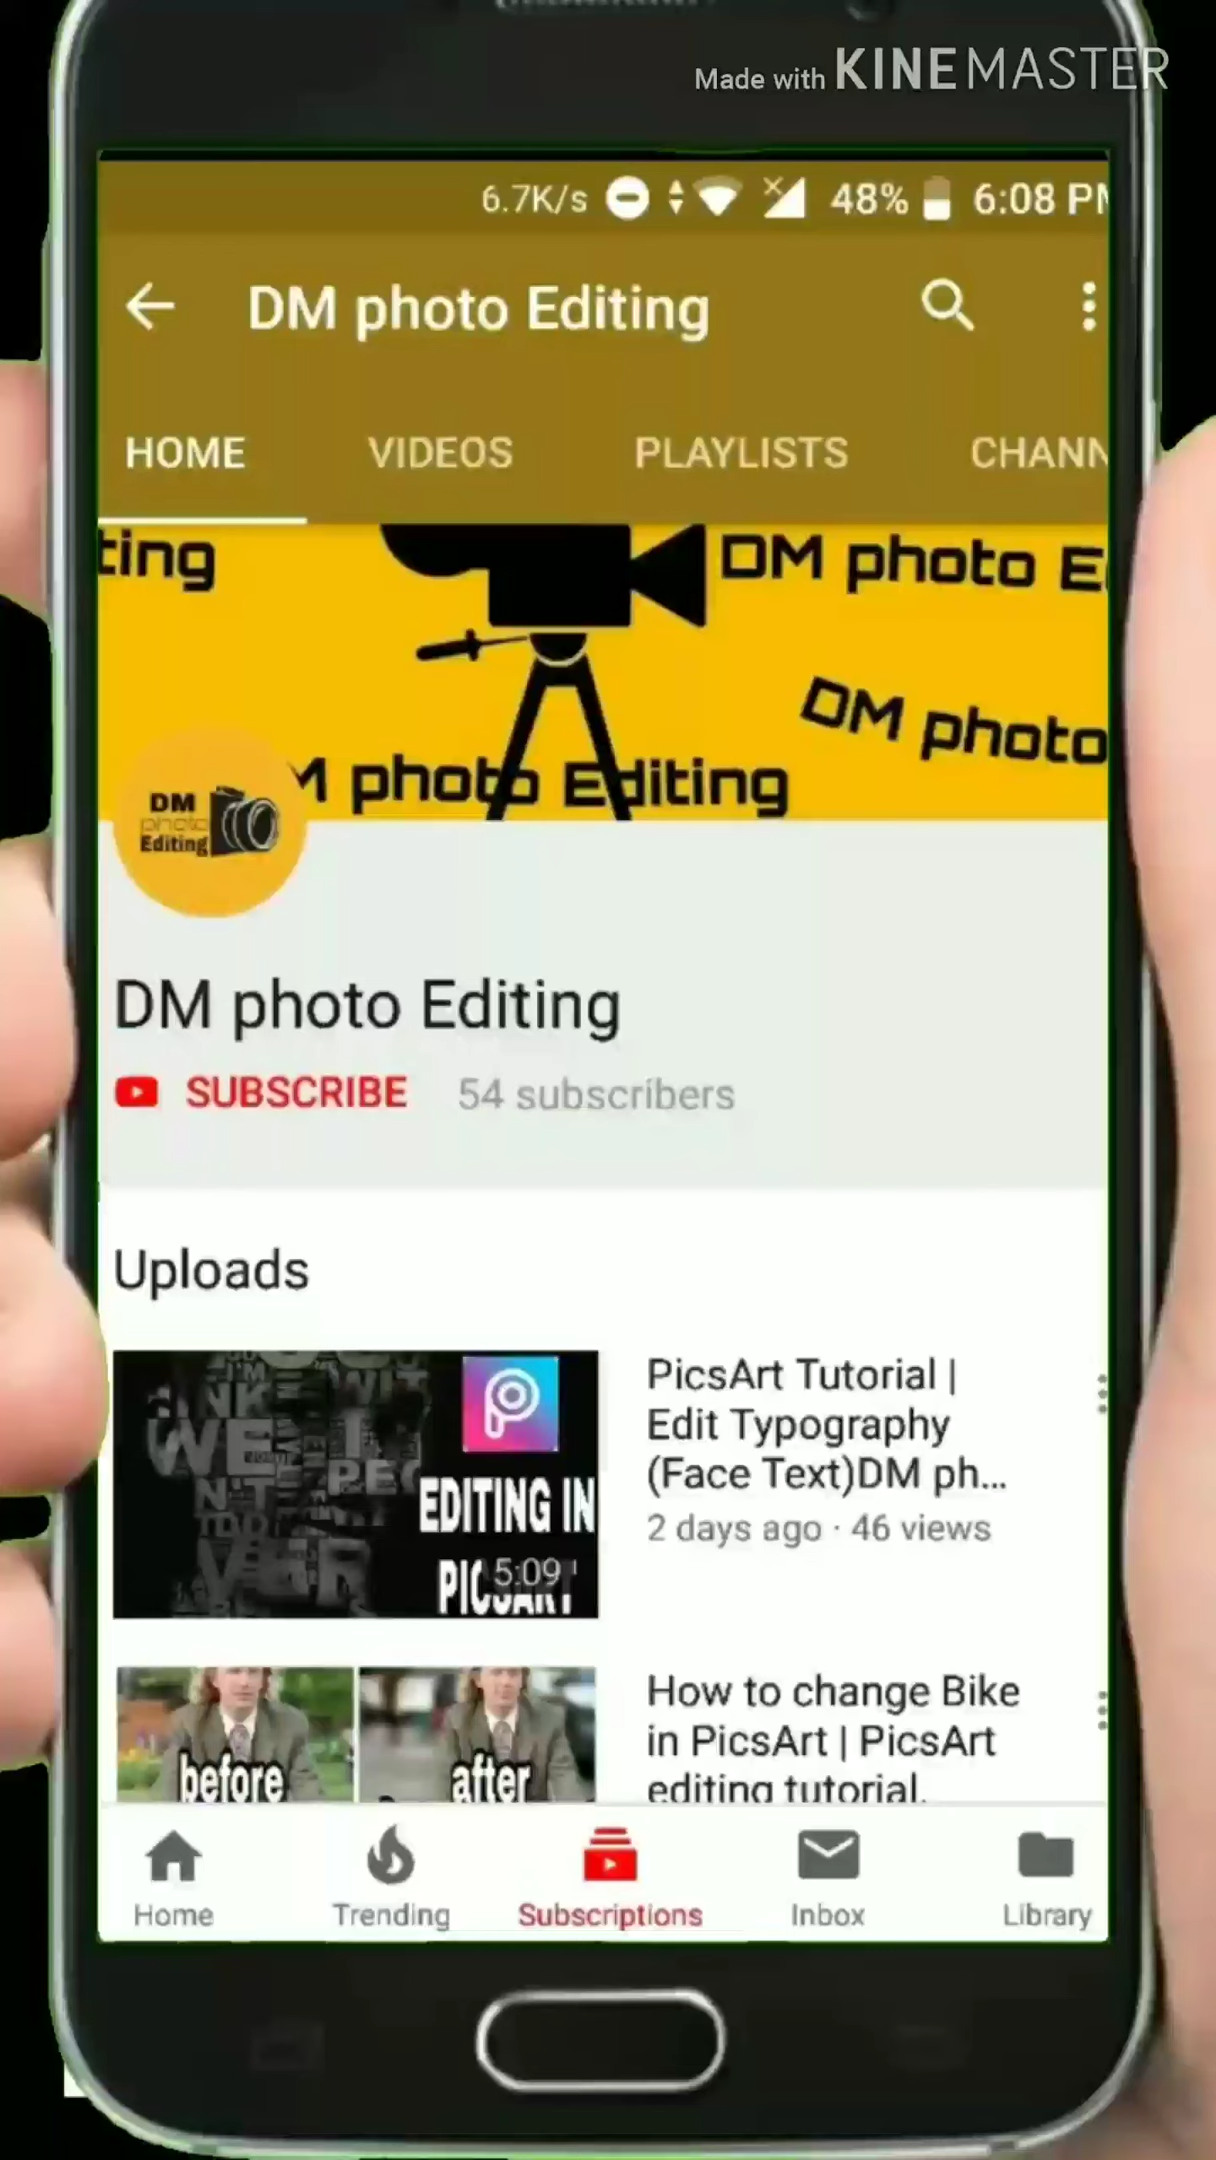 Made with KINEMASTER
6.7K/s 48% 6:08 PM
DM photo Editing
HOME VIDEOS PLAYLISTS CHANN
ting
DM photo E
DM photo
M photo Editing
DM
photo
Editing
DM photo Editing
SUBSCRIBE 54 subscribers
Uploads
PicsArt Tutorial |
Edit Typography
(Face Text)DM ph...
2 days ago · 46 views
WE
EDITING IN
PICSART
5:09
How to change Bike
in PicsArt | PicsArt
editing tutorial.
before
after
Home Trending Subscriptions Inbox Library